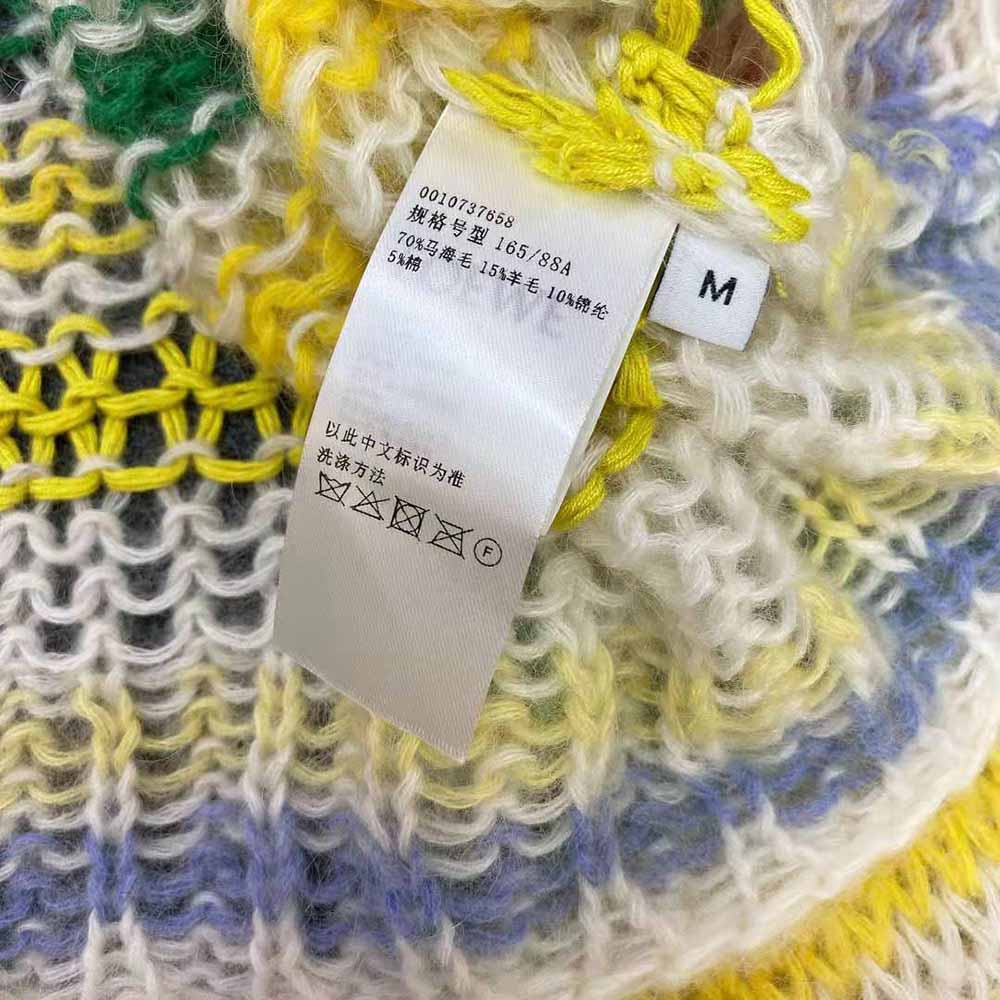 0010737658
规格号型 165/88A
70%马海毛 15%羊毛 10%锦纶
5%棉
以此中文标识为准
洗涤方法
F
M